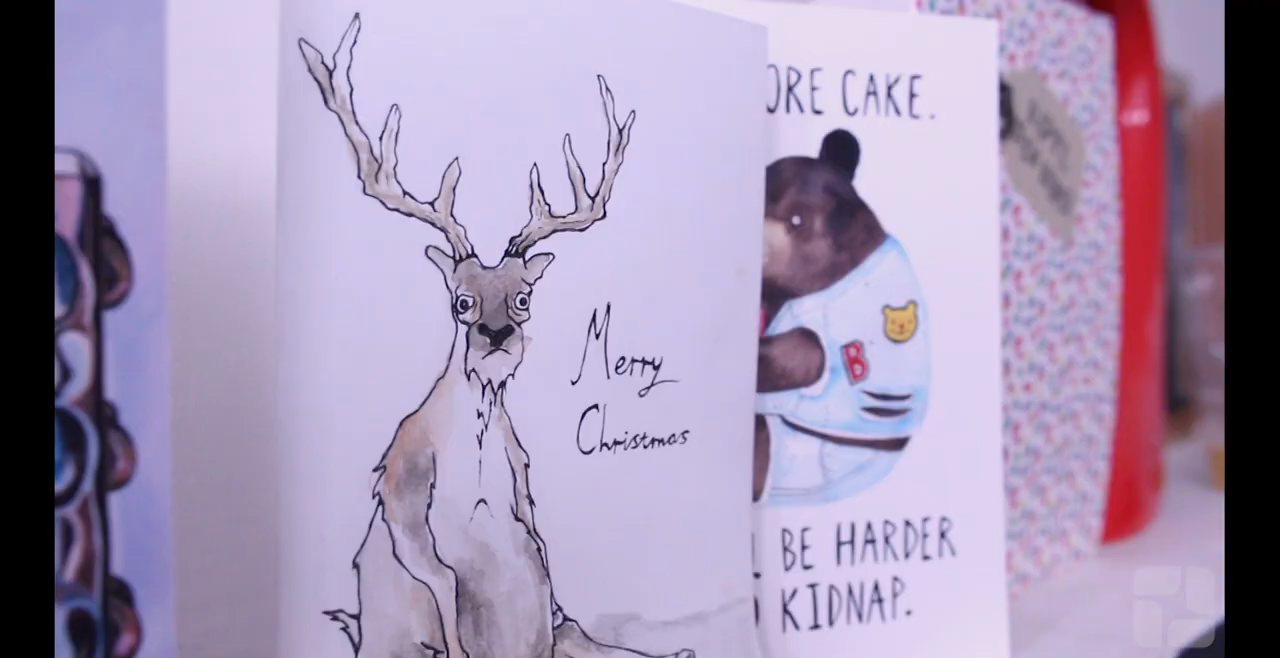 Merry
Christmas
ORE CAKE.
B
BE HARDER
KIDNAP.